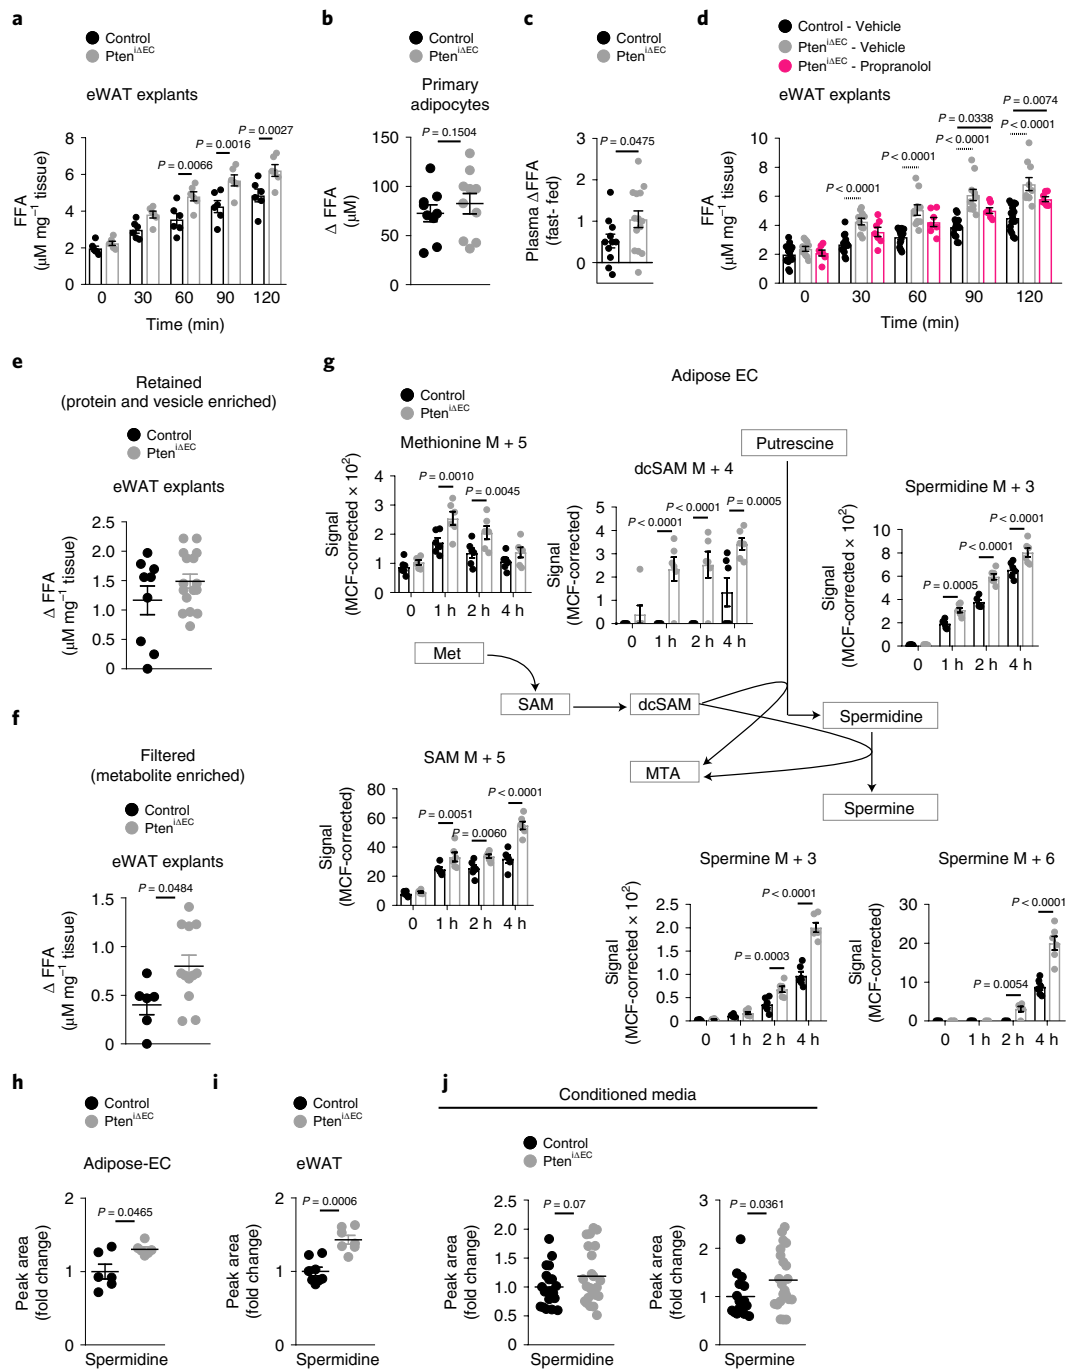 a
Control
Pten^iΔEC
eWAT explants
P = 0.0027
P = 0.0016
P = 0.0066
8
6
4
2
0
FFA
(μM mg⁻¹ tissue)
0 30 60 90 120
Time (min)
b
Control
Pten^iΔEC
Primary
adipocytes
P = 0.1504
150
100
50
0
Δ FFA
(μM)
c
Control
Pten^iΔEC
P = 0.0475
3
2
1
0
−1
Plasma ΔFFA
(fast- fed)
d
Control - Vehicle
Pten^iΔEC - Vehicle
Pten^iΔEC - Propranolol
eWAT explants
P = 0.0074
P = 0.0338
P < 0.0001
P < 0.0001
P < 0.0001
P < 0.0001
10
8
6
4
2
0
FFA
(μM mg⁻¹ tissue)
0 30 60 90 120
Time (min)
e
Retained
(protein and vesicle enriched)
Control
Pten^iΔEC
eWAT explants
2.5
2.0
1.5
1.0
0.5
0
Δ FFA
(μM mg⁻¹ tissue)
f
Filtered
(metabolite enriched)
Control
Pten^iΔEC
eWAT explants
P = 0.0484
1.5
1.0
0.5
0
Δ FFA
(μM mg⁻¹ tissue)
g
Adipose EC
Control
Pten^iΔEC
Methionine M + 5
P = 0.0010
P = 0.0045
4
3
2
1
0
Signal
(MCF-corrected × 10²)
0 1 h 2 h 4 h
dcSAM M + 4
P = 0.0005
P < 0.0001
P < 0.0001
5
4
3
2
1
0
Signal
(MCF-corrected)
0 1 h 2 h 4 h
Putrescine
Spermidine M + 3
P < 0.0001
P < 0.0001
P = 0.0005
10
8
6
4
2
0
Signal
(MCF-corrected × 10²)
0 1 h 2 h 4 h
Met
SAM
dcSAM
Spermidine
MTA
Spermine
SAM M + 5
P < 0.0001
P = 0.0051
P = 0.0060
80
60
40
20
0
Signal
(MCF-corrected)
0 1 h 2 h 4 h
Spermine M + 3
P < 0.0001
P = 0.0003
2.5
2.0
1.5
1.0
0.5
0
Signal
(MCF-corrected × 10²)
0 1 h 2 h 4 h
Spermine M + 6
P < 0.0001
P = 0.0054
30
20
10
0
Signal
(MCF-corrected)
0 1 h 2 h 4 h
h
Control
Pten^iΔEC
Adipose-EC
P = 0.0465
2
1
0
Peak area
(fold change)
Spermidine
i
Control
Pten^iΔEC
eWAT
P = 0.0006
2
1
0
Peak area
(fold change)
Spermidine
j
Conditioned media
Control
Pten^iΔEC
P = 0.07
2.5
2.0
1.5
1.0
0.5
0
Peak area
(fold change)
Spermidine
P = 0.0361
3
2
1
0
Peak area
(fold change)
Spermine